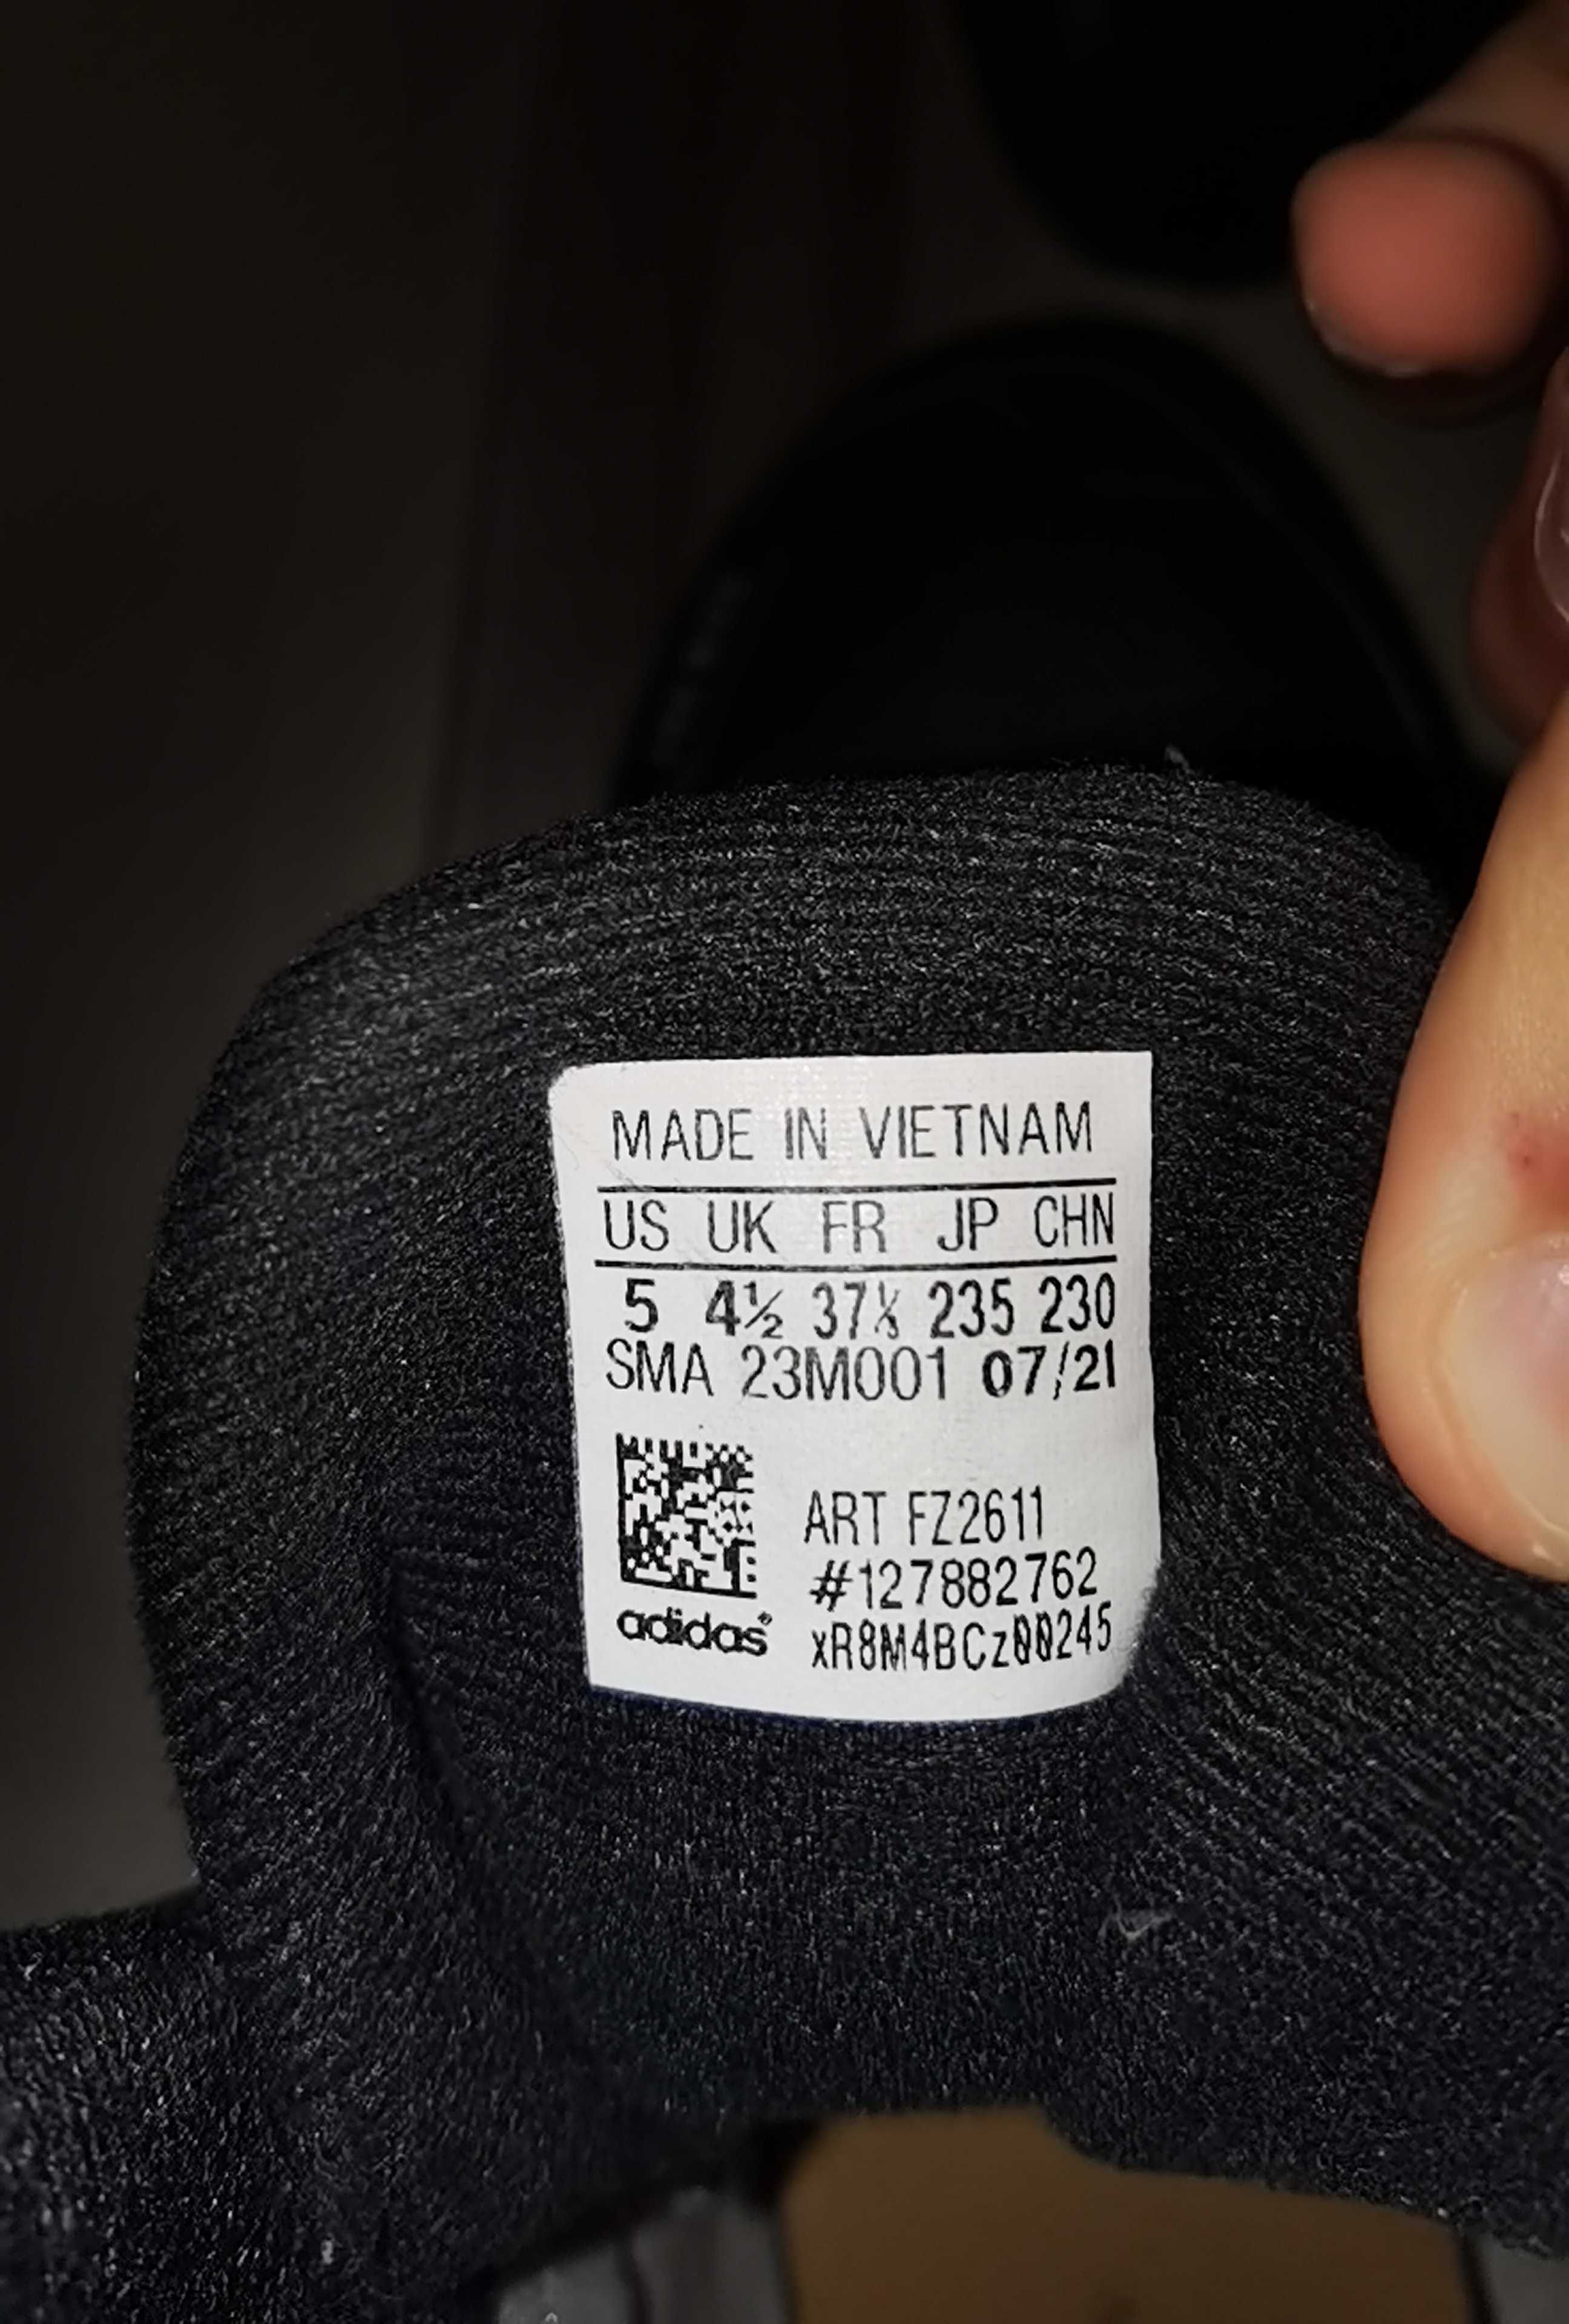 MADE IN VIETNAM
US UK FR JP CHN
5 4½ 37⅓ 235 230
SMA 23M001 07/21
ART FZ2611
#127882762
adidas®
xR8M4BCz00245